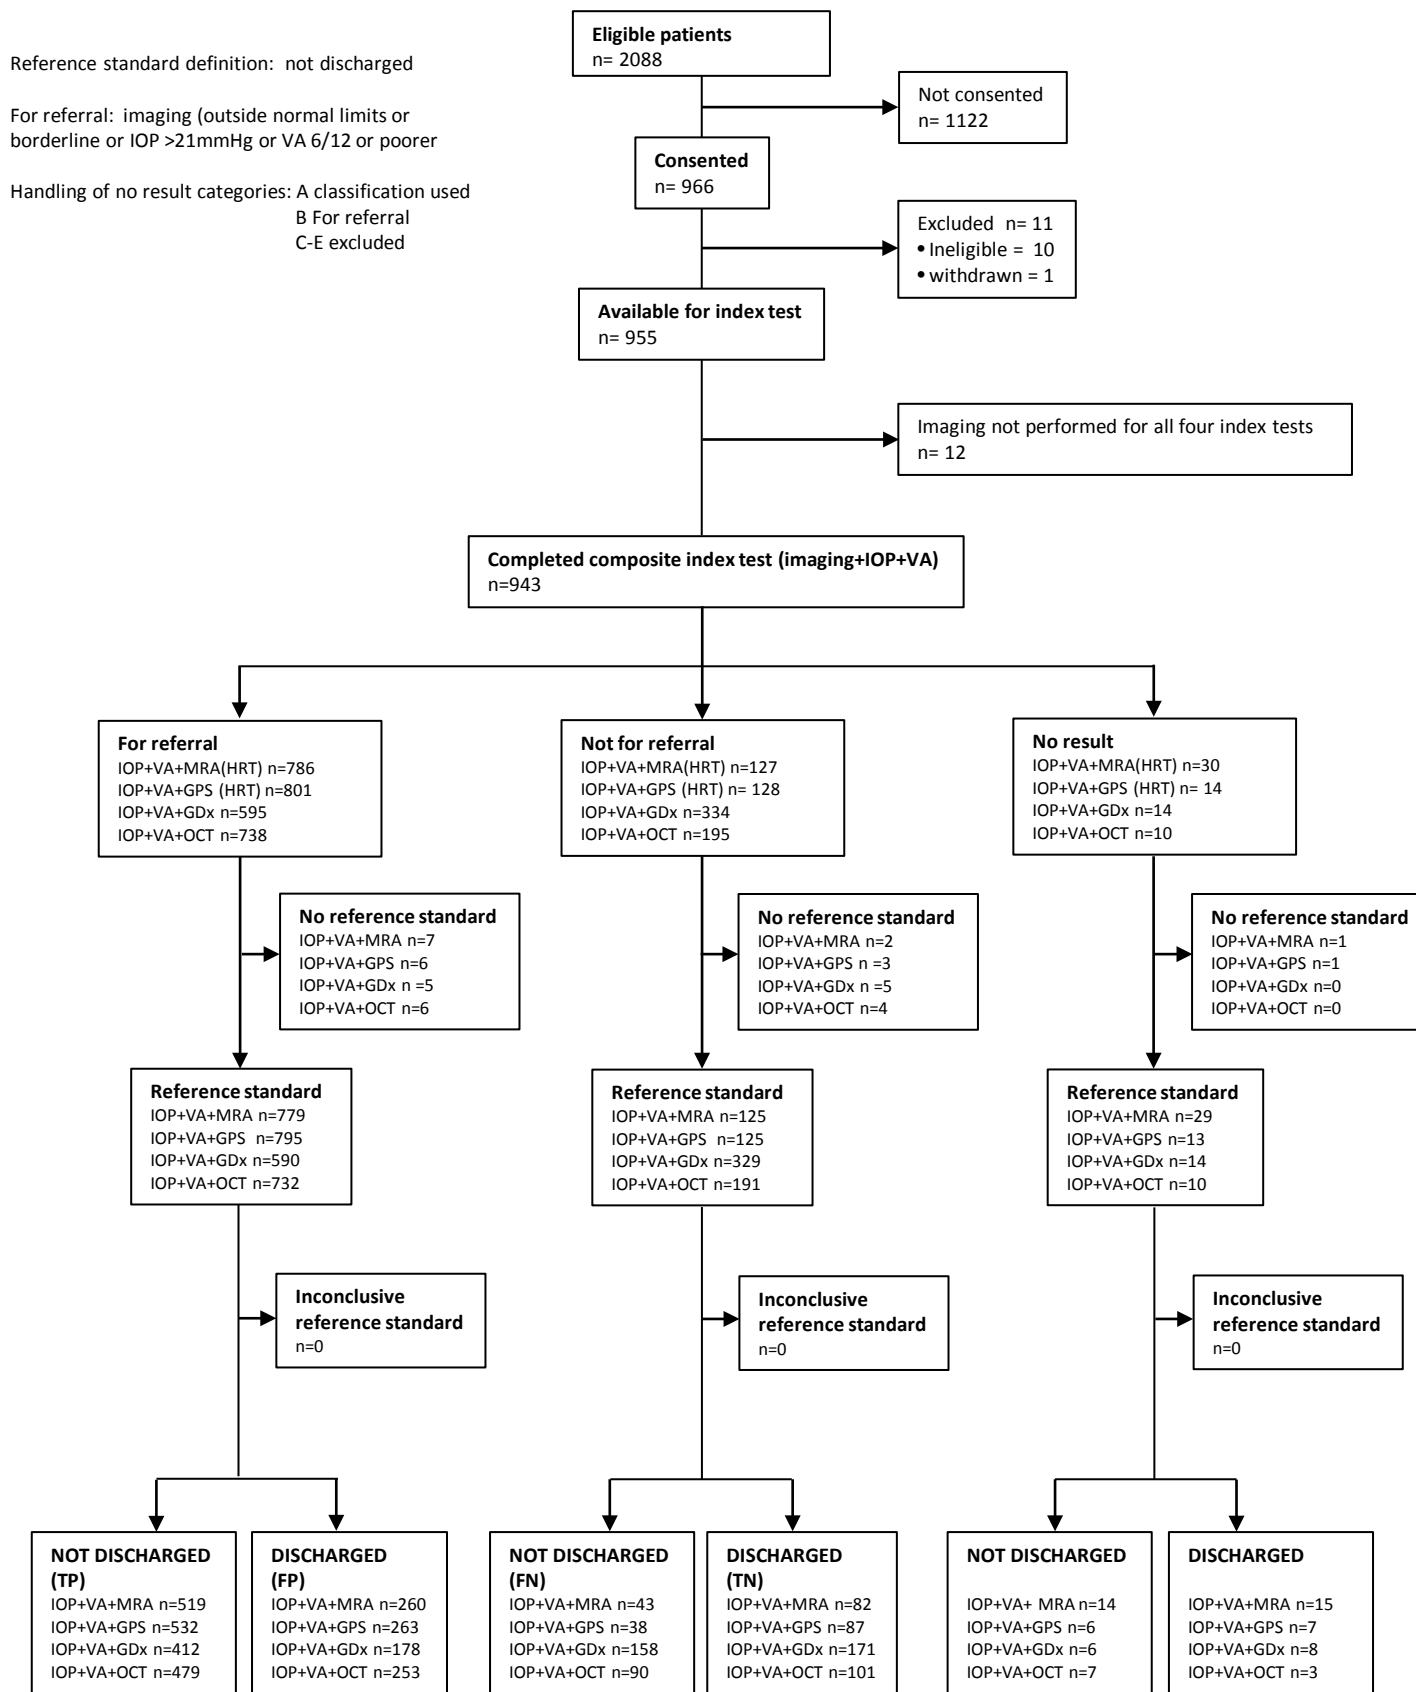 Eligible patients
n= 2088
Reference standard definition:  not discharged
For referral:  imaging (outside normal limits or
borderline or IOP >21mmHg or VA 6/12 or poorer
Handling of no result categories: A classification used
B For referral
C-E excluded
Not consented
n= 1122
Consented
n= 966
Excluded  n= 11
• Ineligible =  10
• withdrawn = 1
Available for index test
n= 955
Imaging not performed for all four index tests
n= 12
Completed composite index test (imaging+IOP+VA)
n=943
For referral
IOP+VA+MRA(HRT) n=786
IOP+VA+GPS (HRT) n=801
IOP+VA+GDx n=595
IOP+VA+OCT n=738
Not for referral
IOP+VA+MRA(HRT) n=127
IOP+VA+GPS (HRT) n= 128
IOP+VA+GDx n=334
IOP+VA+OCT n=195
No result
IOP+VA+MRA(HRT) n=30
IOP+VA+GPS (HRT) n= 14
IOP+VA+GDx n=14
IOP+VA+OCT n=10
No reference standard
IOP+VA+MRA n=7
IOP+VA+GPS n=6
IOP+VA+GDx n =5
IOP+VA+OCT n=6
No reference standard
IOP+VA+MRA n=2
IOP+VA+GPS n =3
IOP+VA+GDx n =5
IOP+VA+OCT n=4
No reference standard
IOP+VA+MRA n=1
IOP+VA+GPS n=1
IOP+VA+GDx n=0
IOP+VA+OCT n=0
Reference standard
IOP+VA+MRA n=779
IOP+VA+GPS  n=795
IOP+VA+GDx n=590
IOP+VA+OCT n=732
Reference standard
IOP+VA+MRA n=125
IOP+VA+GPS  n=125
IOP+VA+GDx n=329
IOP+VA+OCT n=191
Reference standard
IOP+VA+MRA n=29
IOP+VA+GPS n=13
IOP+VA+GDx n=14
IOP+VA+OCT n=10
Inconclusive
reference standard
n=0
Inconclusive
reference standard
n=0
Inconclusive
reference standard
n=0
NOT DISCHARGED
(TP)
IOP+VA+MRA n=519
IOP+VA+GPS n=532
IOP+VA+GDx n=412
IOP+VA+OCT n=479
DISCHARGED
(FP)
IOP+VA+MRA n=260
IOP+VA+GPS n=263
IOP+VA+GDx n=178
IOP+VA+OCT n=253
NOT DISCHARGED
(FN)
IOP+VA+MRA n=43
IOP+VA+GPS n=38
IOP+VA+GDx n=158
IOP+VA+OCT n=90
DISCHARGED
(TN)
IOP+VA+MRA n=82
IOP+VA+GPS n=87
IOP+VA+GDx n=171
IOP+VA+OCT n=101
NOT DISCHARGED
IOP+VA+ MRA n=14
IOP+VA+GPS n=6
IOP+VA+GDx n=6
IOP+VA+OCT n=7
DISCHARGED
IOP+VA+MRA n=15
IOP+VA+GPS n=7
IOP+VA+GDx n=8
IOP+VA+OCT n=3